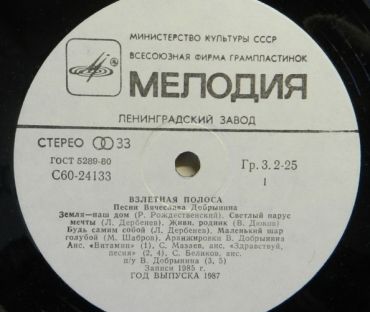 МИНИСТЕРСТВО КУЛЬТУРЫ СССР
ВСЕСОЮЗНАЯ ФИРМА ГРАМПЛАСТИНОК
МЕЛОДИЯ
ЛЕНИНГРАДСКИЙ ЗАВОД
СТЕРЕО 33
ГОСТ 5289-80
С60-24133
Гр. 3. 2-25
1
ВЗЛЕТНАЯ ПОЛОСА
Песни Вячеслава Добрынина
Земля—наш дом (Р. Рождественский). Светлый парус
мечты (Л. Дербенев). Живи, родник (В. Дюков)
Будь самим собой (Л. Дербенев). Маленький шар
голубой (М. Шабров). Аранжировки В. Добрынина
Анс. «Витамин» (1), С. Мазаев, анс. «Здравствуй,
песня» (2, 4), С. Беликов, анс.
п/у В. Добрынина (3, 5)
Записи 1985 г.
ГОД ВЫПУСКА 1987